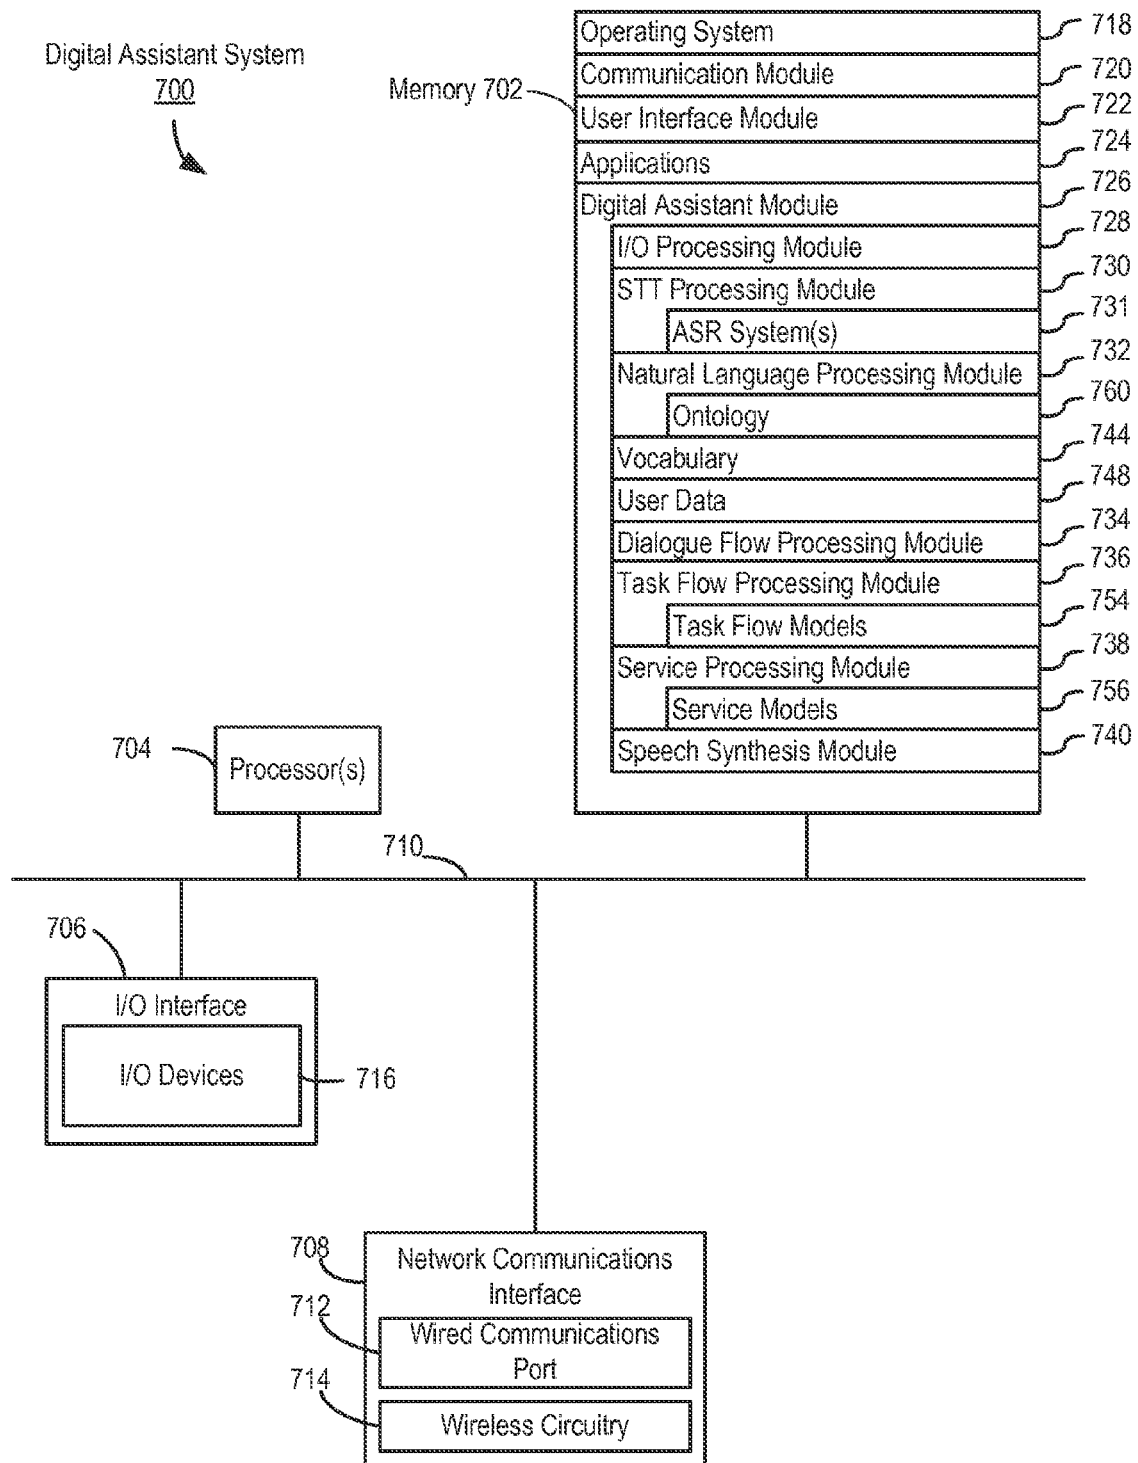 Digital Assistant System
700
Memory 702
Operating System
718
Communication Module
720
User Interface Module
722
Applications
724
Digital Assistant Module
726
I/O Processing Module
728
STT Processing Module
730
ASR System(s)
731
Natural Language Processing Module
732
Ontology
760
Vocabulary
744
User Data
748
Dialogue Flow Processing Module
734
Task Flow Processing Module
736
Task Flow Models
754
Service Processing Module
738
Service Models
756
Speech Synthesis Module
740
704
Processor(s)
710
706
I/O Interface
I/O Devices
716
708
Network Communications
Interface
712
Wired Communications
Port
714
Wireless Circuitry